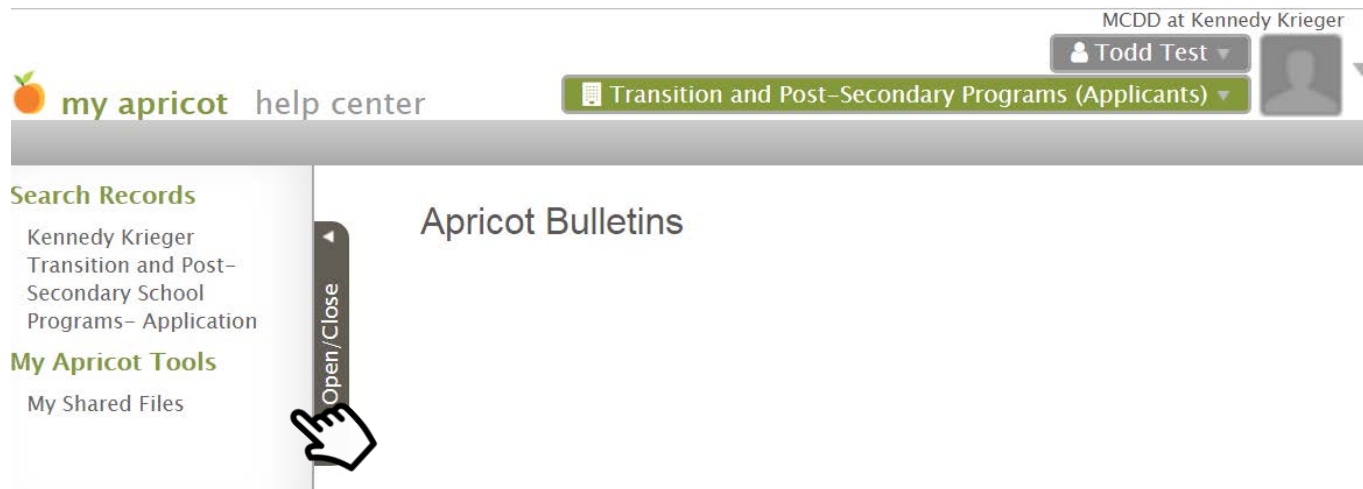 MCDD at Kennedy Krieger
Todd Test
my apricot help center
Transition and Post-Secondary Programs (Applicants)
Search Records
Kennedy Krieger
Transition and Post-
Secondary School
Programs- Application
My Apricot Tools
My Shared Files
Open/Close
Apricot Bulletins